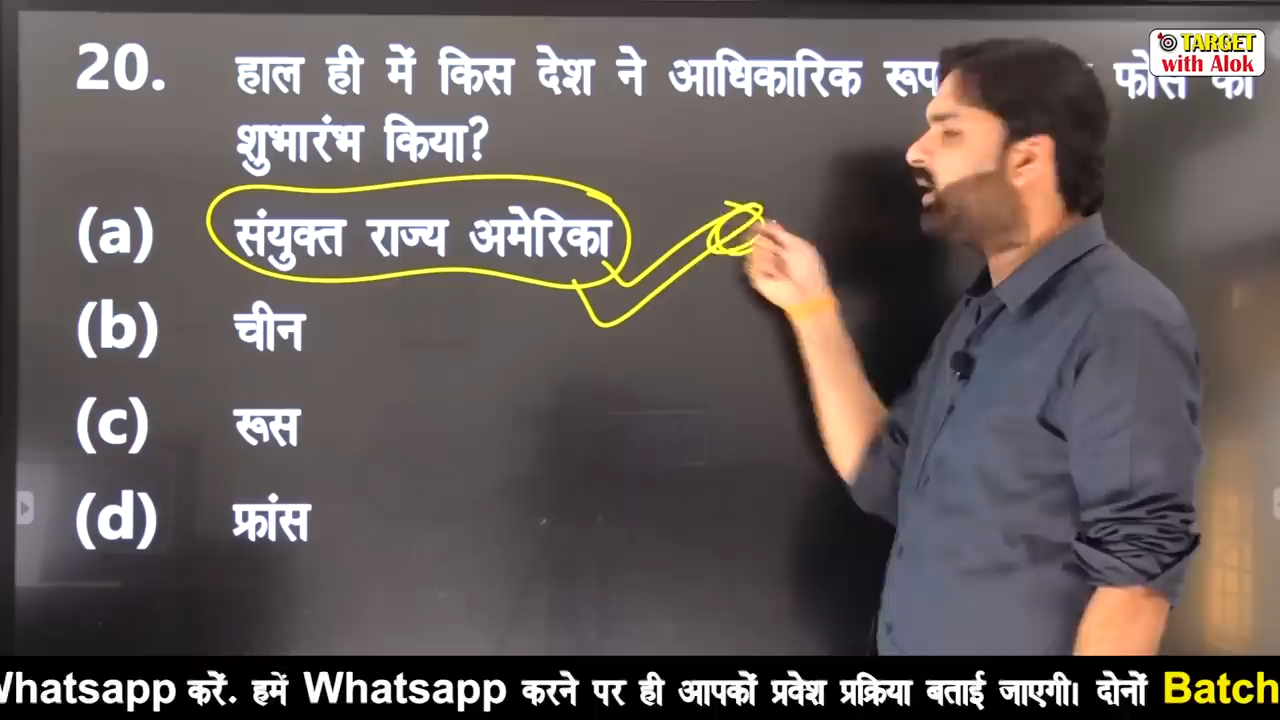 TARGET
with Alok
20. हाल ही में किस देश ने आधिकारिक रूप
शुभारंभ किया?
(a) संयुक्त राज्य अमेरिका
(b) चीन
(c) रूस
(d) फ्रांस
Whatsapp करें. हमें Whatsapp करने पर ही आपकों प्रवेश प्रक्रिया बताई जाएगी। दोनों Batch